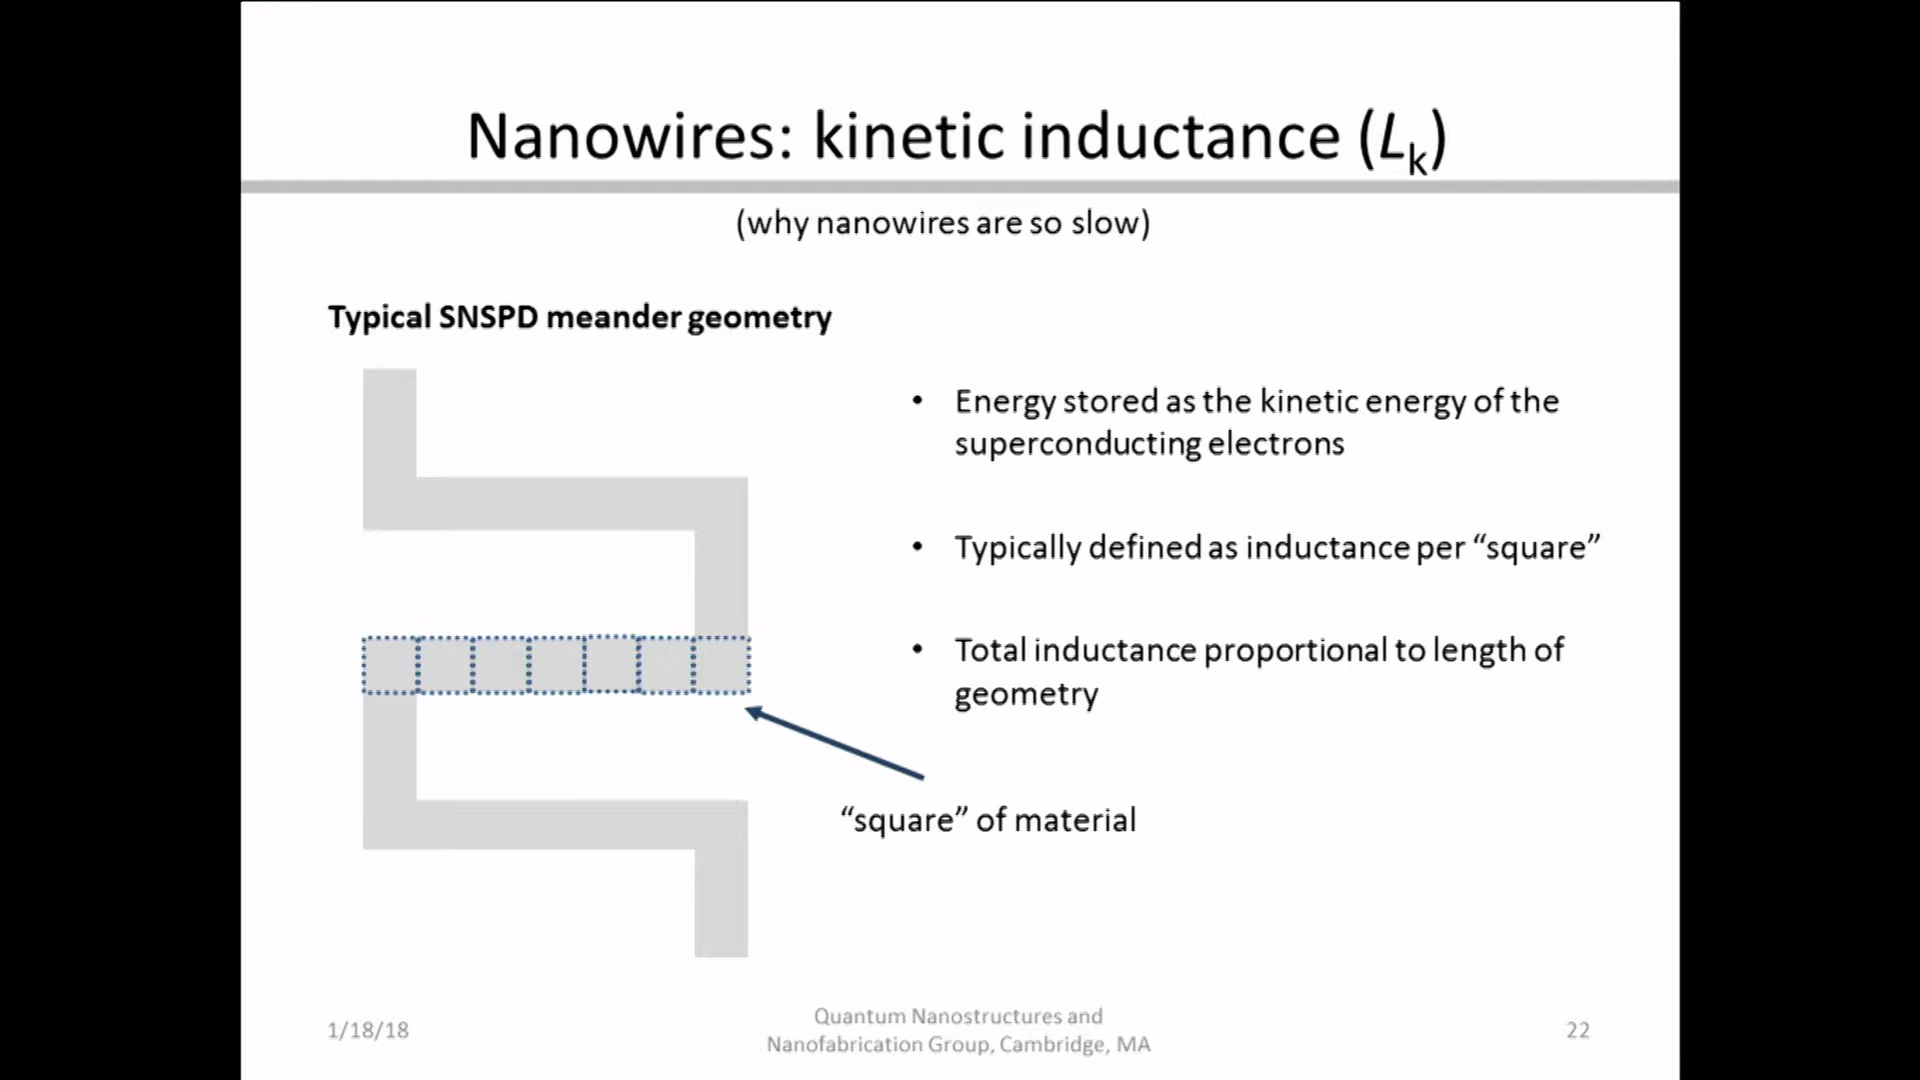 Nanowires: kinetic inductance (Lk)
(why nanowires are so slow)
Typical SNSPD meander geometry
• Energy stored as the kinetic energy of the
superconducting electrons
• Typically defined as inductance per “square”
• Total inductance proportional to length of
geometry
“square” of material
1/18/18
Quantum Nanostructures and
Nanofabrication Group, Cambridge, MA
22